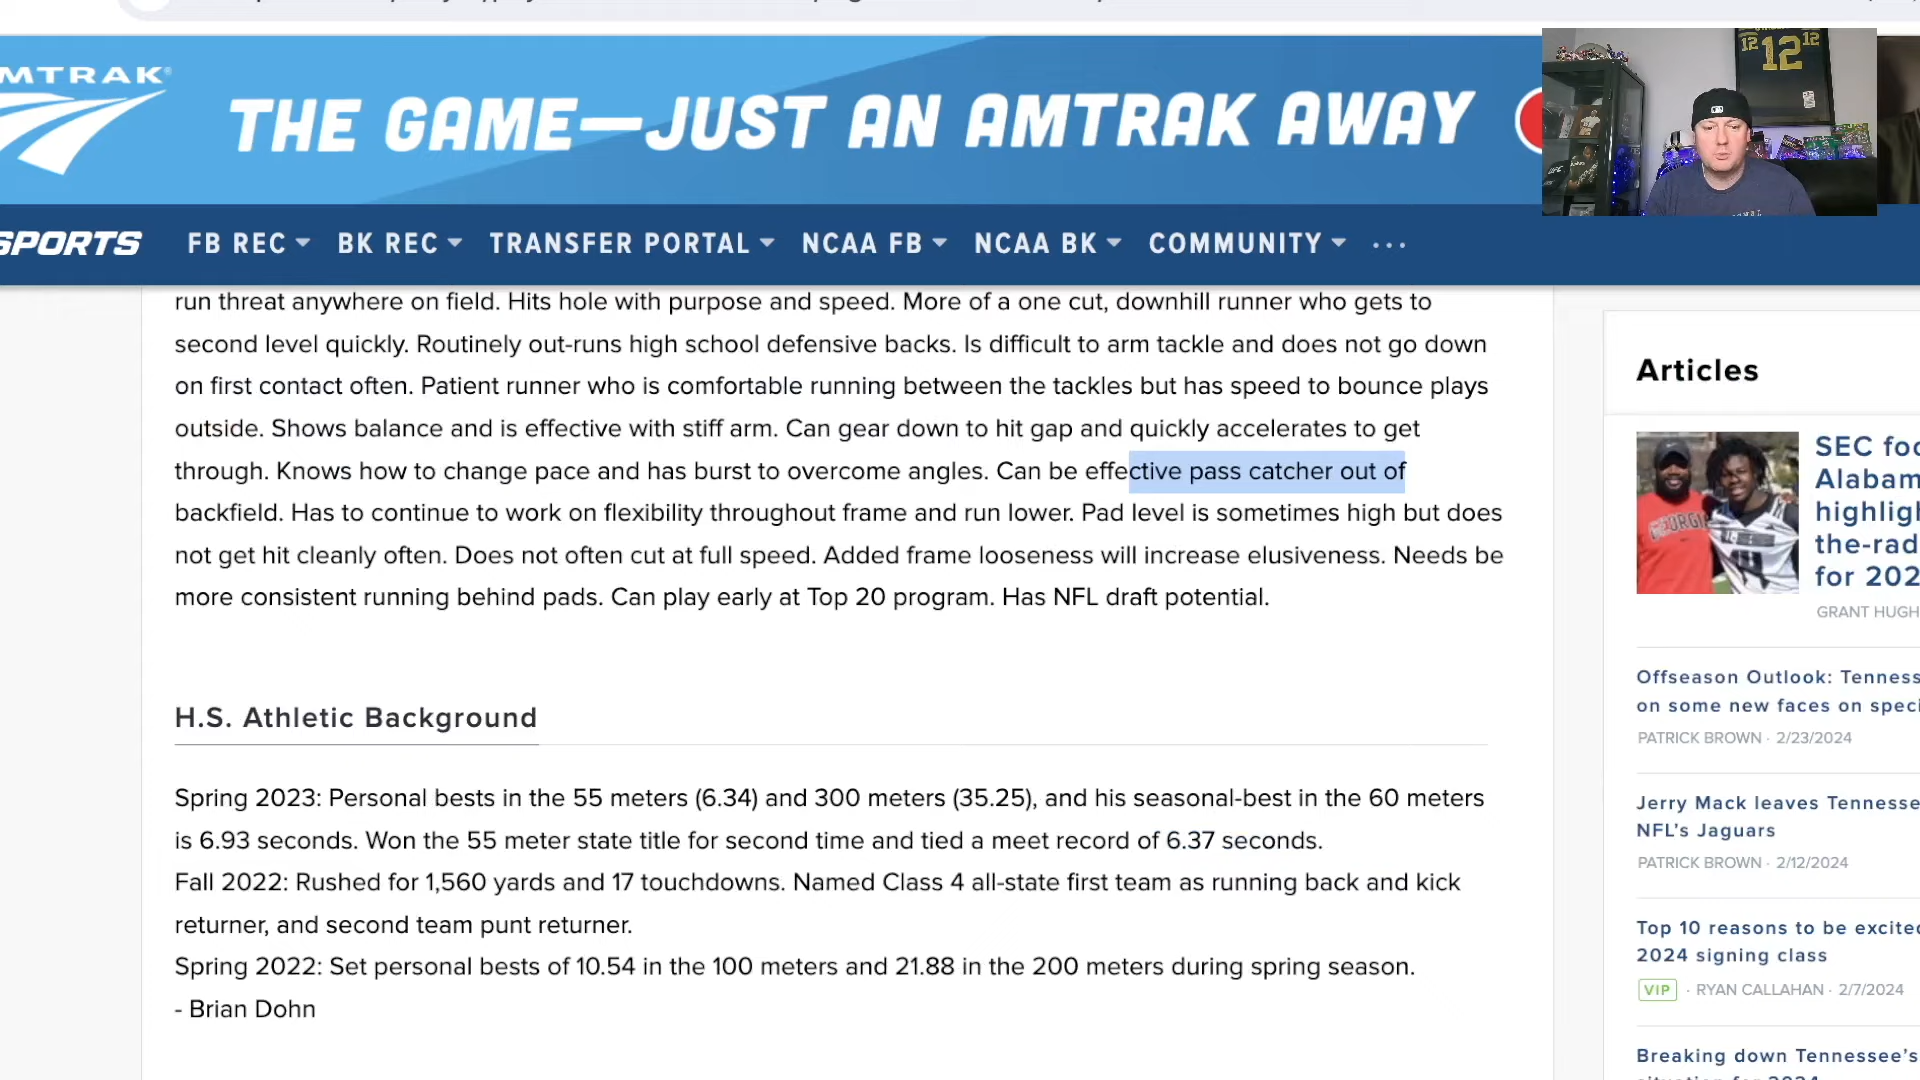 MTRAK
THE GAME—JUST AN AMTRAK AWAY
12 12 12
SPORTS FB REC BK REC TRANSFER PORTAL NCAA FB NCAA BK COMMUNITY ...
run threat anywhere on field. Hits hole with purpose and speed. More of a one cut, downhill runner who gets to
second level quickly. Routinely out-runs high school defensive backs. Is difficult to arm tackle and does not go down
on first contact often. Patient runner who is comfortable running between the tackles but has speed to bounce plays
outside. Shows balance and is effective with stiff arm. Can gear down to hit gap and quickly accelerates to get
through. Knows how to change pace and has burst to overcome angles. Can be effective pass catcher out of
backfield. Has to continue to work on flexibility throughout frame and run lower. Pad level is sometimes high but does
not get hit cleanly often. Does not often cut at full speed. Added frame looseness will increase elusiveness. Needs be
more consistent running behind pads. Can play early at Top 20 program. Has NFL draft potential.
H.S. Athletic Background
Spring 2023: Personal bests in the 55 meters (6.34) and 300 meters (35.25), and his seasonal-best in the 60 meters
is 6.93 seconds. Won the 55 meter state title for second time and tied a meet record of 6.37 seconds.
Fall 2022: Rushed for 1,560 yards and 17 touchdowns. Named Class 4 all-state first team as running back and kick
returner, and second team punt returner.
Spring 2022: Set personal bests of 10.54 in the 100 meters and 21.88 in the 200 meters during spring season.
- Brian Dohn
Articles
GEORGI
SEC foo
Alabam
highligh
the-rad
for 202
GRANT HUGH
Offseason Outlook: Tenness
on some new faces on speci
PATRICK BROWN · 2/23/2024
Jerry Mack leaves Tennesse
NFL's Jaguars
PATRICK BROWN · 2/12/2024
Top 10 reasons to be excited
2024 signing class
VIP · RYAN CALLAHAN · 2/7/2024
Breaking down Tennessee's